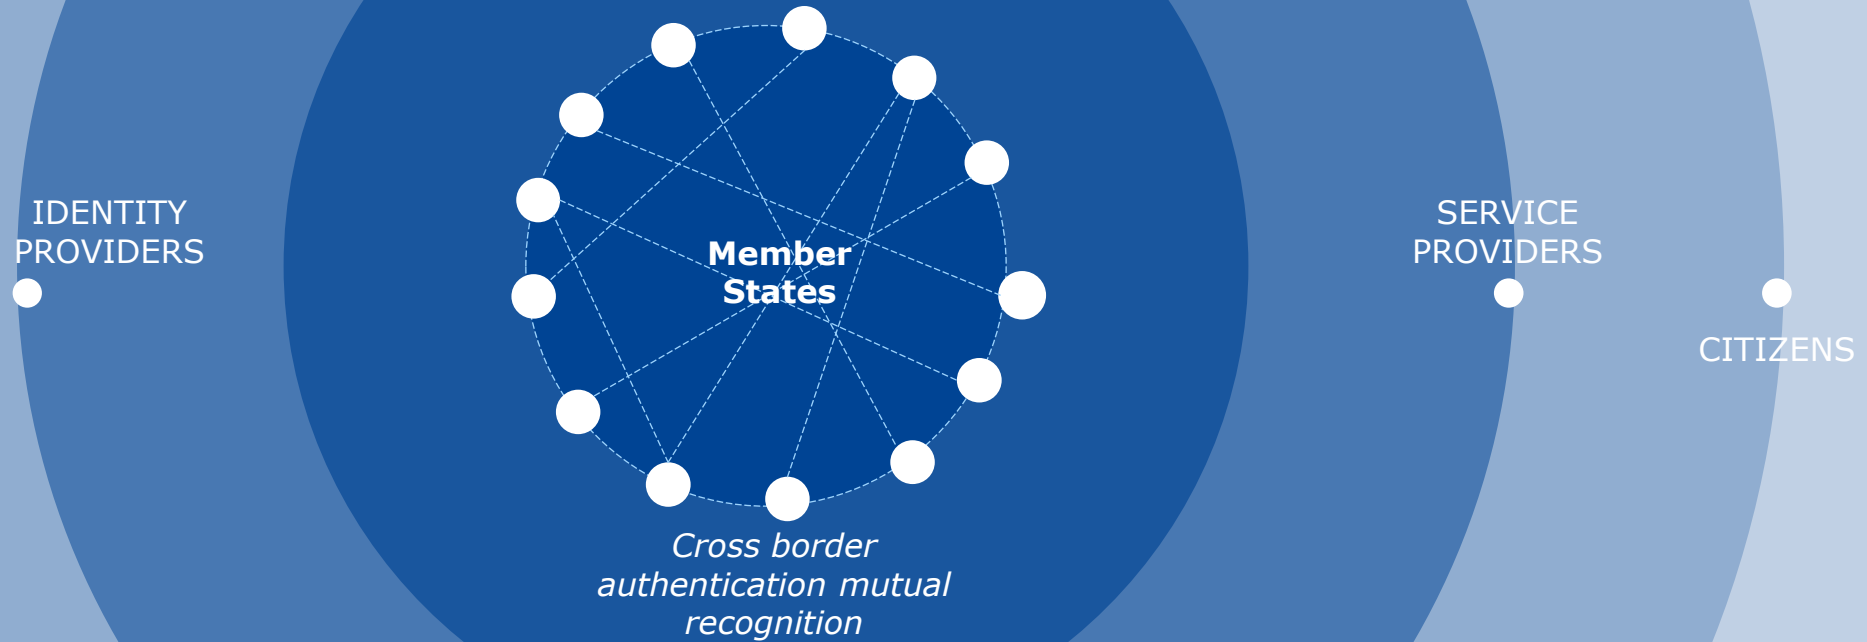 IDENTITY
PROVIDERS
Member
States
SERVICE
PROVIDERS
CITIZENS
Cross border
authentication mutual
recognition